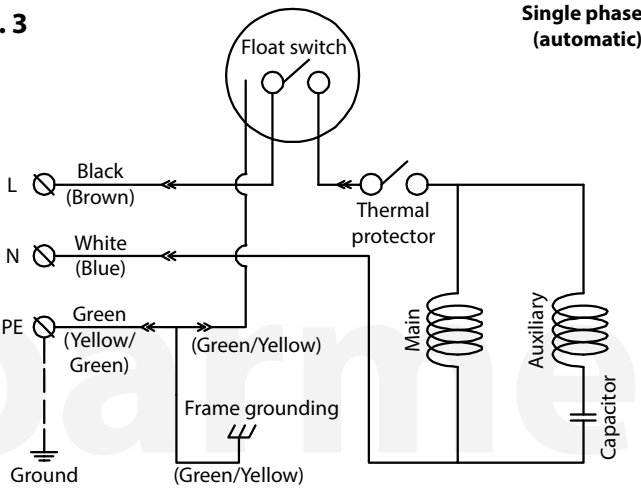 . 3
Single phase
(automatic)
Float switch
L
Black
(Brown)
Thermal
protector
N
White
(Blue)
PE
Green
(Yellow/
Green)
(Green/Yellow)
Main
Auxiliary
Capacitor
Frame grounding
Ground
(Green/Yellow)
barme